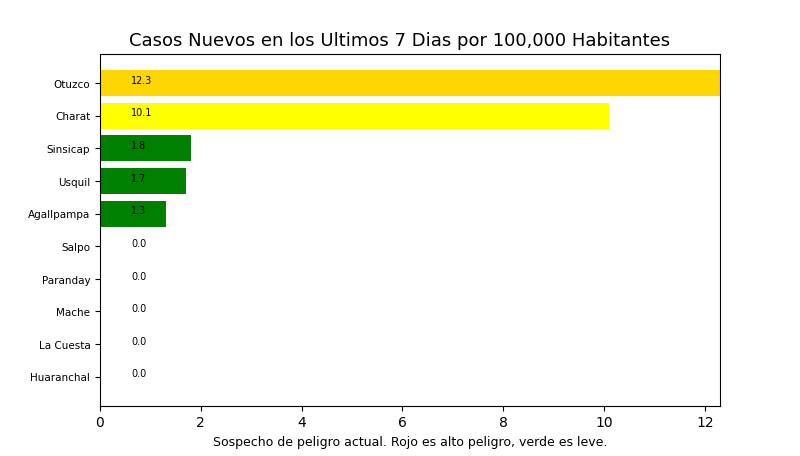 Casos Nuevos en los Ultimos 7 Dias por 100,000 Habitantes
Otuzco 12.3
Charat 10.1
Sinsicap 1.8
Usquil 1.7
Agallpampa 1.3
Salpo 0.0
Paranday 0.0
Mache 0.0
La Cuesta 0.0
Huaranchal 0.0
0 2 4 6 8 10 12
Sospecho de peligro actual. Rojo es alto peligro, verde es leve.